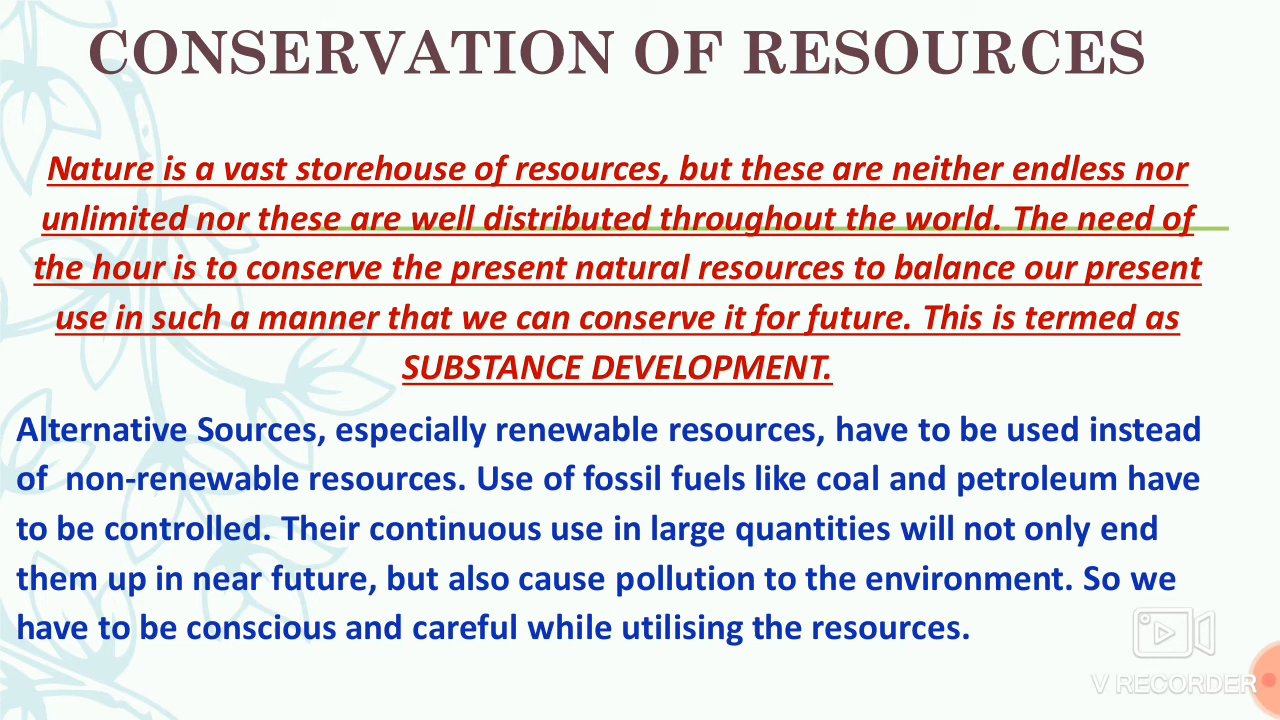 CONSERVATION OF RESOURCES
Nature is a vast storehouse of resources, but these are neither endless nor
unlimited nor these are well distributed throughout the world. The need of
the hour is to conserve the present natural resources to balance our present
use in such a manner that we can conserve it for future. This is termed as
SUBSTANCE DEVELOPMENT.
Alternative Sources, especially renewable resources, have to be used instead
of  non-renewable resources. Use of fossil fuels like coal and petroleum have
to be controlled. Their continuous use in large quantities will not only end
them up in near future, but also cause pollution to the environment. So we
have to be conscious and careful while utilising the resources.
V RECORDER